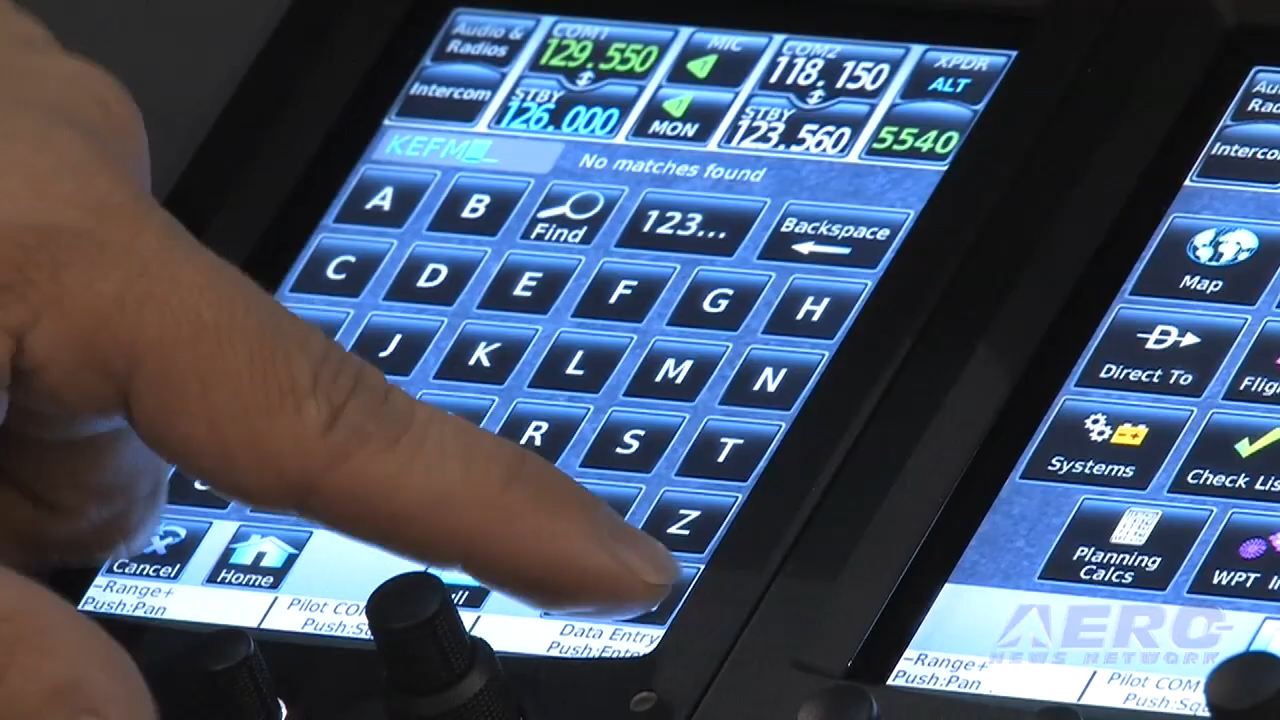 Audio &
Radios
Intercom
COM1
129.550
STBY
126.000
MIC
MON
COM2
118.150
STBY
123.560
XPDR
ALT
5540
KEFM
No matches found
A
B
Find
123...
Backspace
C
D
E
F
G
H
J
K
L
M
N
R
S
T
Z
Cancel
Home
-Range+
Push:Pan
Pilot COM
Data Entry
Map
Direct To
Systems
Planning
Calcs
WPT
-Range+
Push:Pan
Pilot COM
AERO
NEWS NETWORK